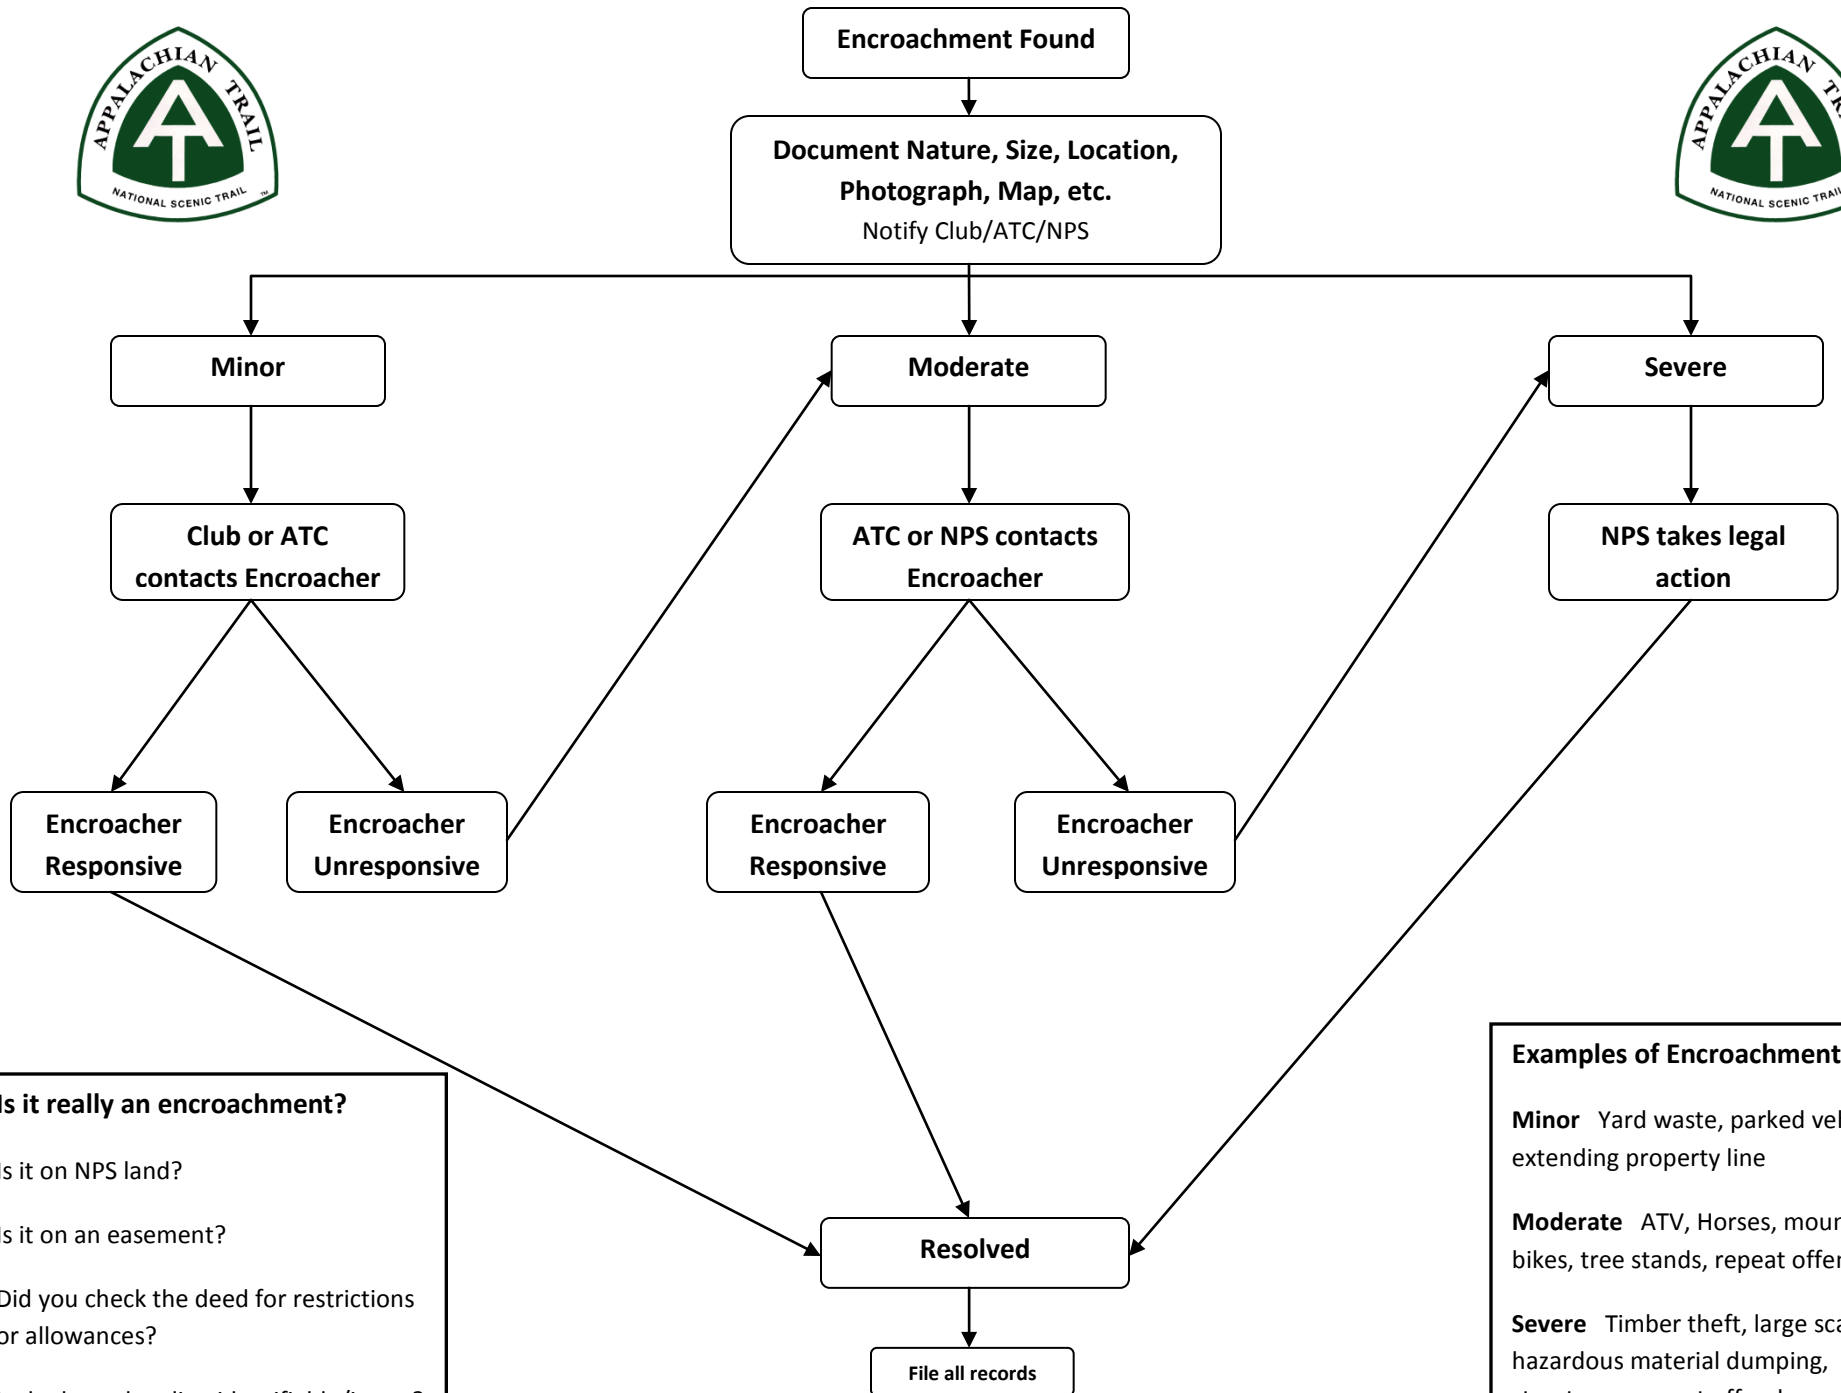 APPALACHIAN TRAIL
NATIONAL SCENIC TRAIL
TM
Encroachment Found
APPALACHIAN
NATIONAL SCENIC TRAIL
Document Nature, Size, Location,
Photograph, Map, etc.
Notify Club/ATC/NPS
Minor
Moderate
Severe
Club or ATC
contacts Encroacher
ATC or NPS contacts
Encroacher
NPS takes legal
action
Encroacher
Responsive
Encroacher
Unresponsive
Encroacher
Responsive
Encroacher
Unresponsive
Is it really an encroachment?
Is it on NPS land?
Is it on an easement?
Did you check the deed for restrictions
or allowances?
Examples of Encroachment
Minor Yard waste, parked
extending property line
Moderate ATV, Horses,
bikes, tree stands, repeat
Severe Timber theft, large
hazardous material dumping,
Resolved
File all records